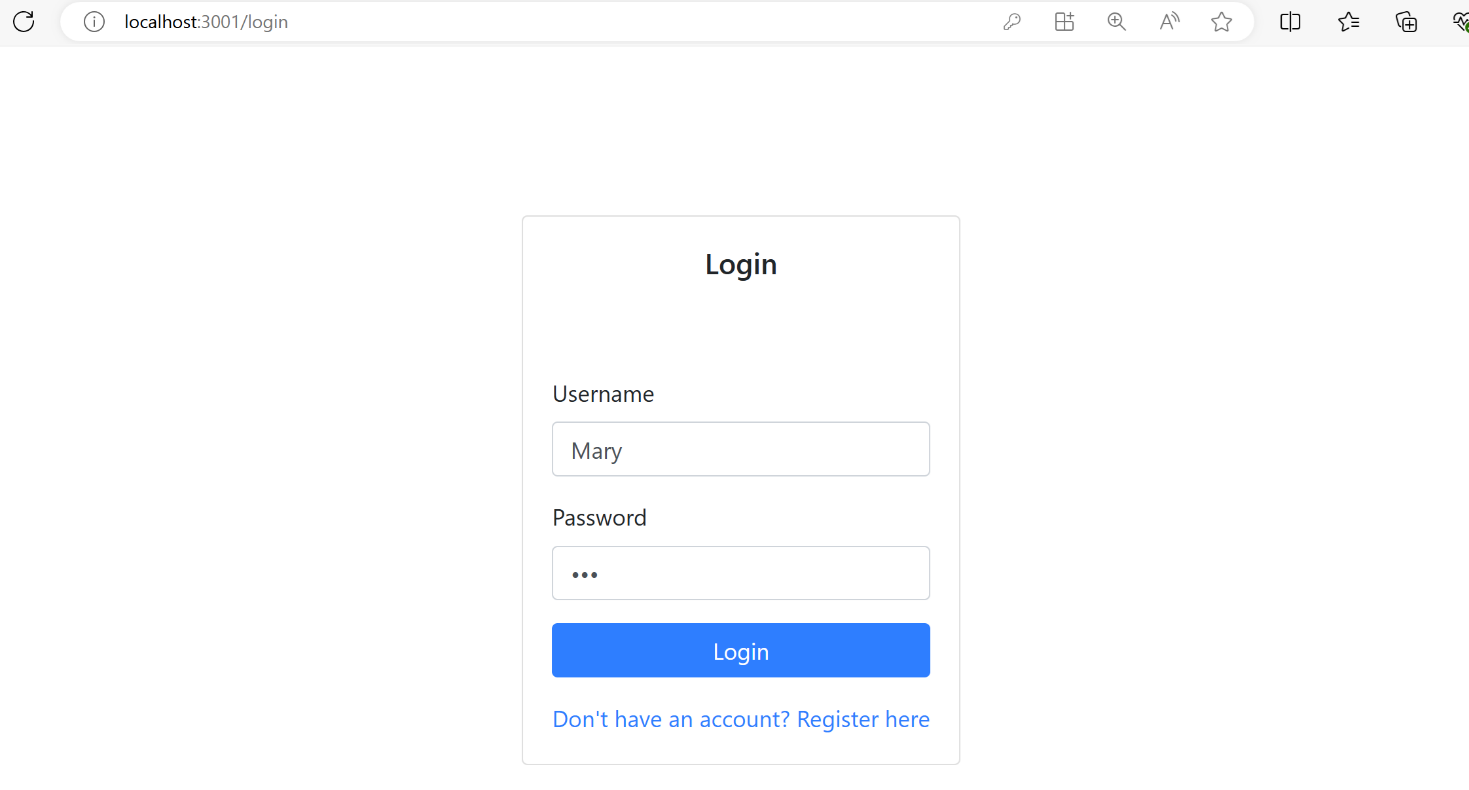 localhost:3001/login
Login
Username
Mary
Password
•••
Login
Don't have an account? Register here